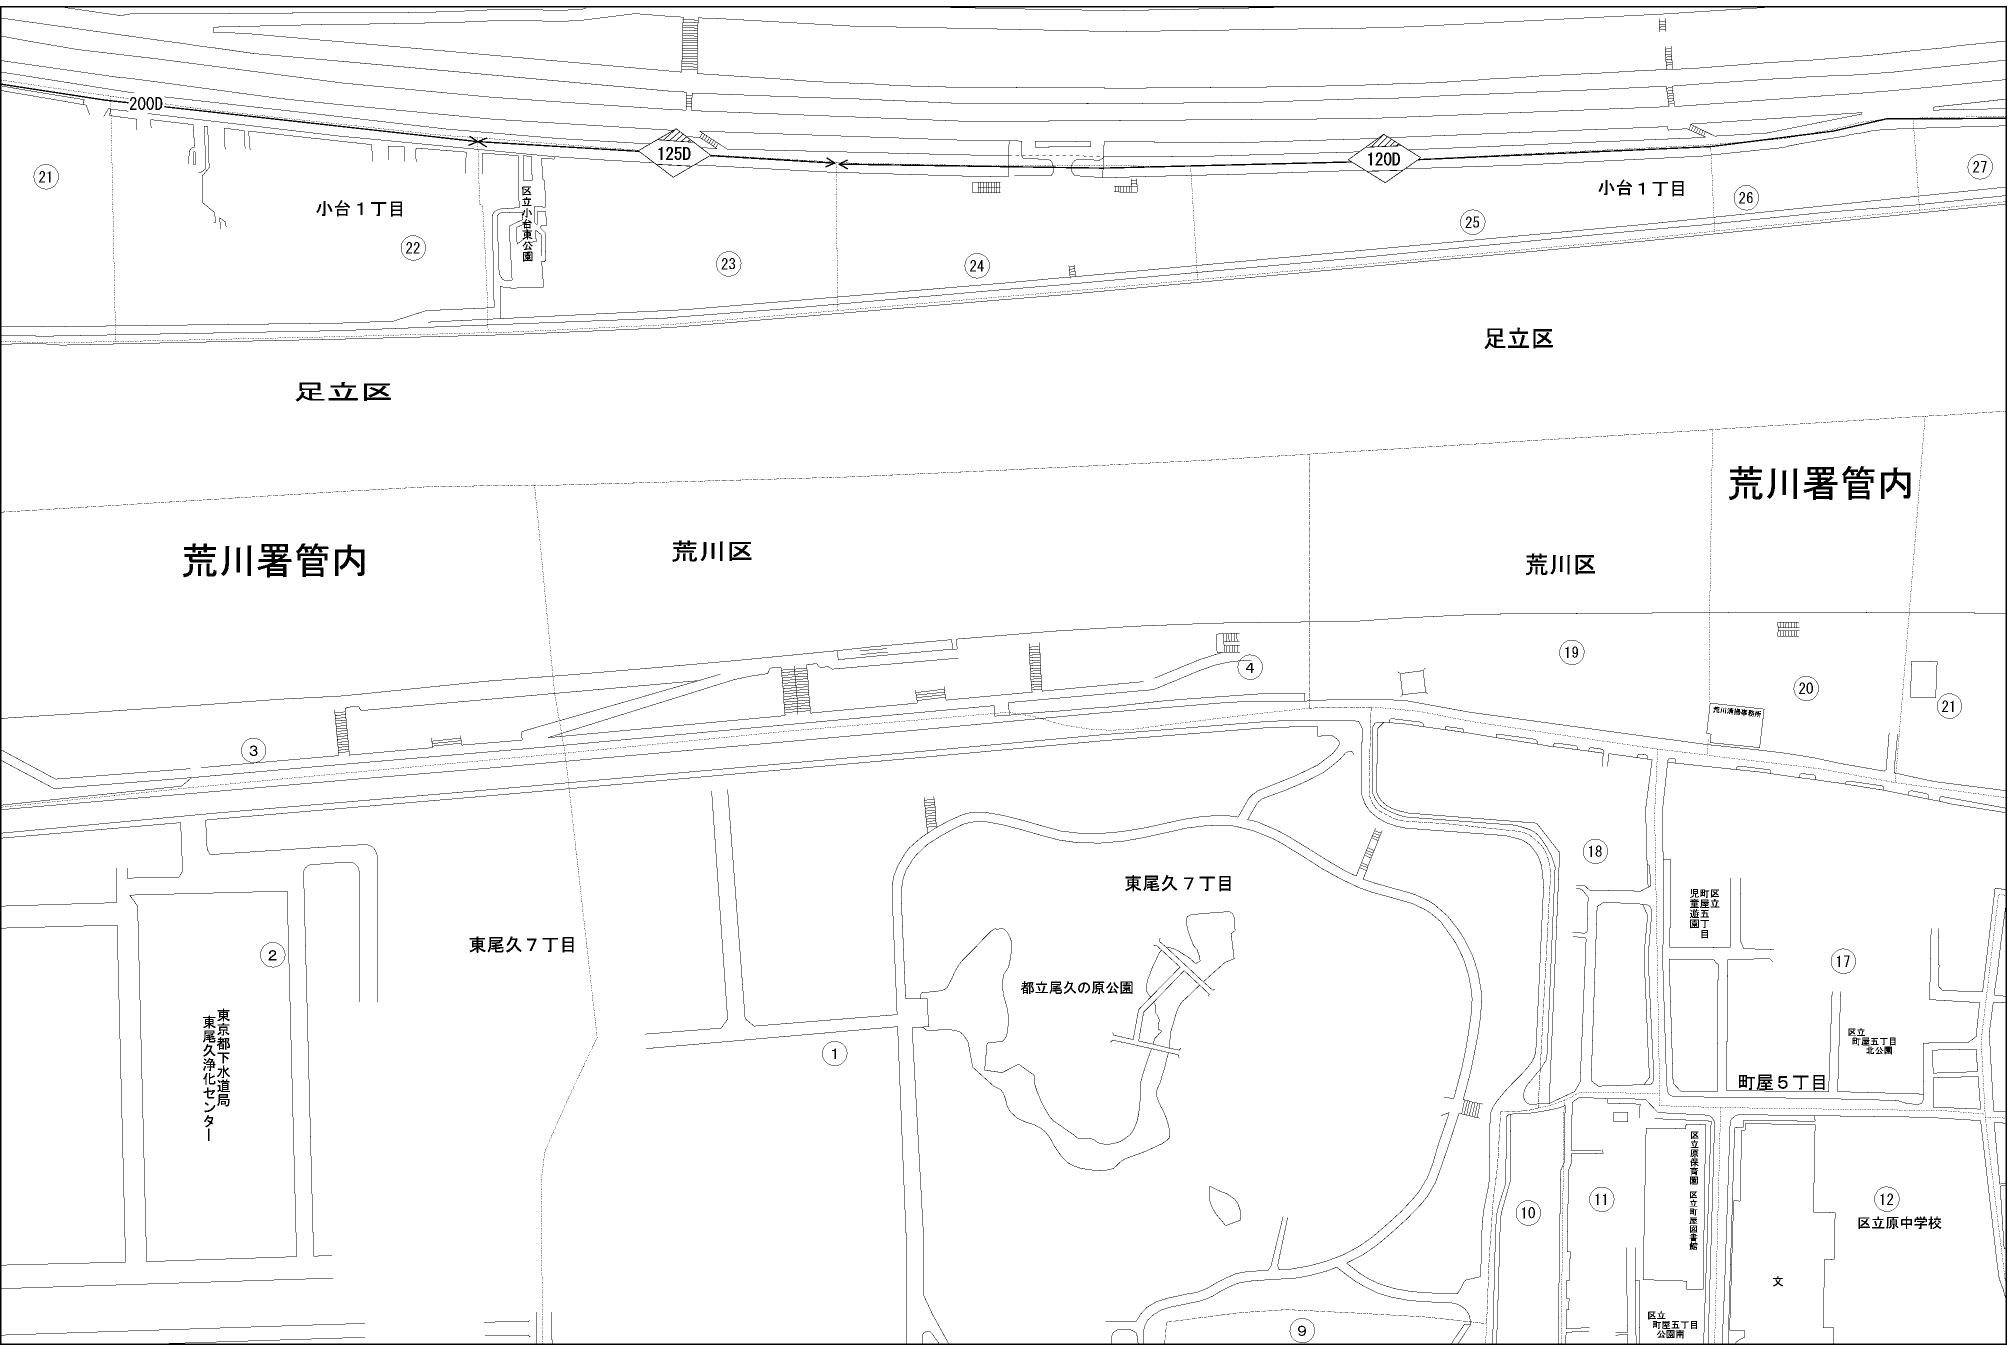 200D
125D
120D
21
小台1丁目
22
区立小台東公園
23
24
25
小台1丁目
26
27
足立区
足立区
荒川署管内
荒川署管内
荒川区
荒川区
3
4
19
20
21
荒川清掃事務所
18
東尾久7丁目
東尾久7丁目
2
都立尾久の原公園
1
東京都下水道局
東尾久浄化センター
区立
町屋五丁目
児童遊園
17
区立
町屋五丁目
北公園
町屋5丁目
区立原保育園
区立町屋図書館
10
11
12
区立原中学校
文
区立
町屋五丁目
公園南
9